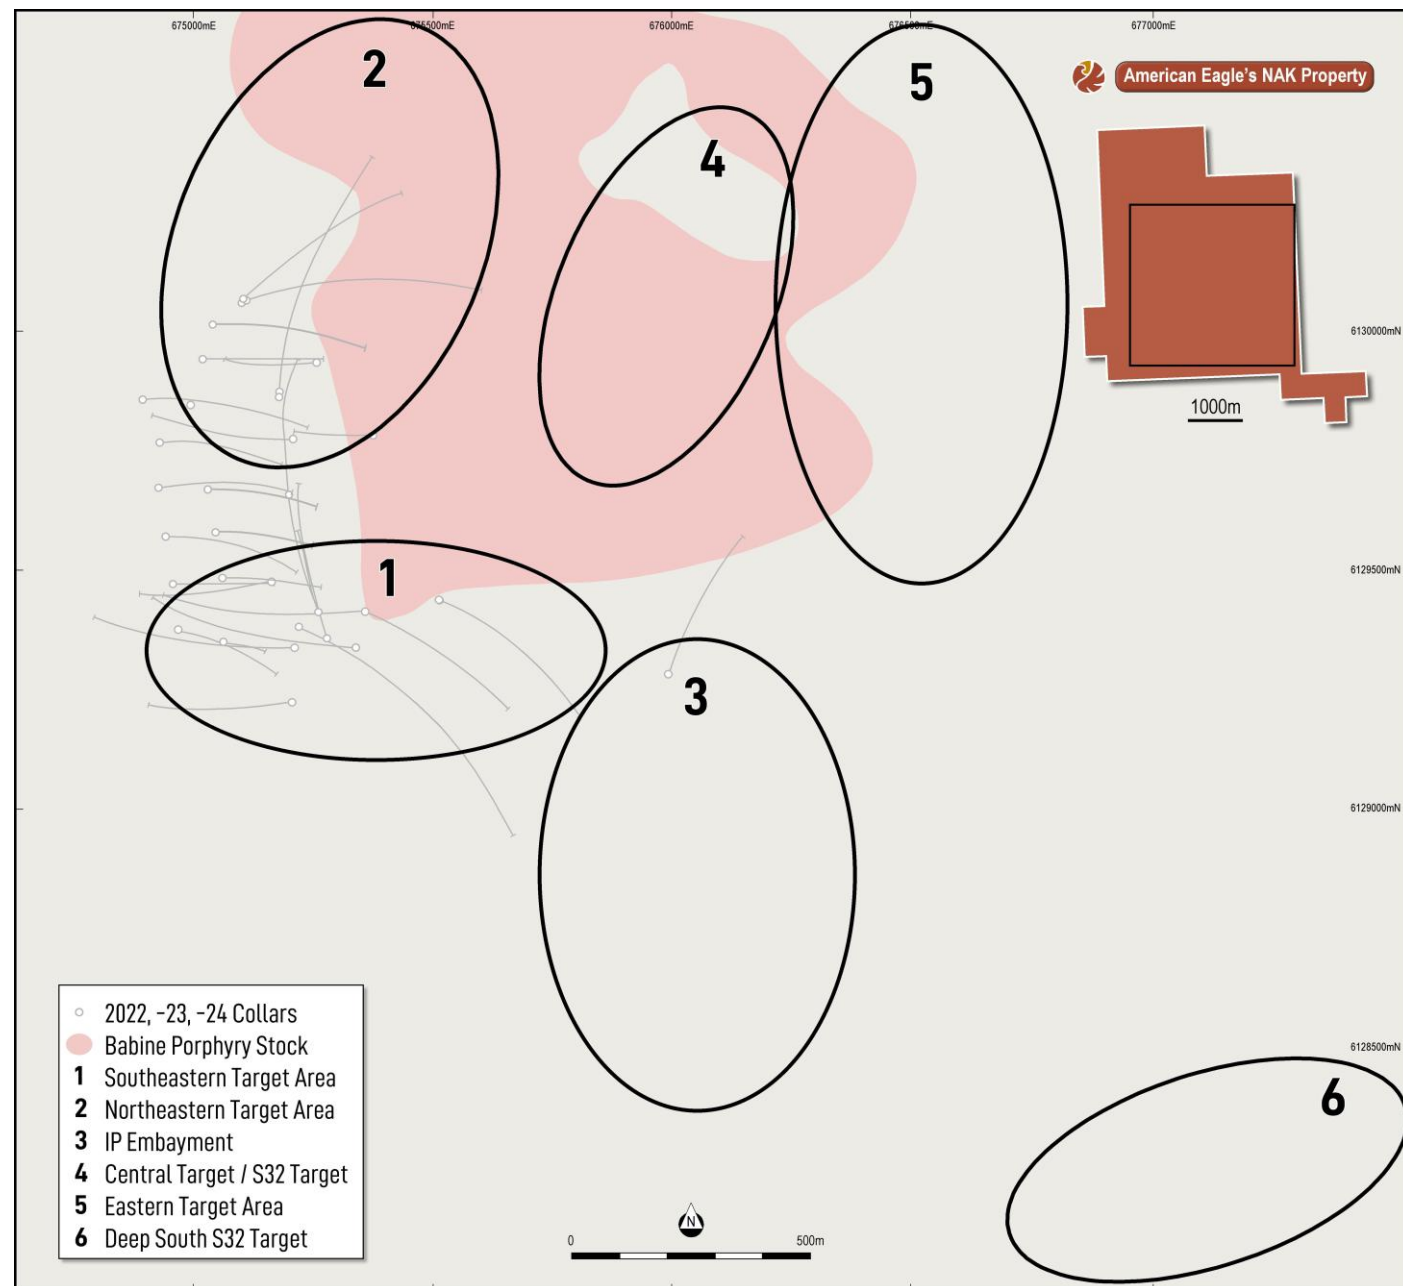 675000mE
675500mE
676000mE
676500mE
677000mE
2
5
American Eagle's NAK Property
4
6130000mN
1000m
1
6129500mN
3
6129000mN
2022, -23, -24 Collars
Babine Porphyry Stock
1 Southeastern Target Area
2 Northeastern Target Area
3 IP Embayment
4 Central Target / S32 Target
5 Eastern Target Area
6 Deep South S32 Target
6128500mN
6
N
0 500m